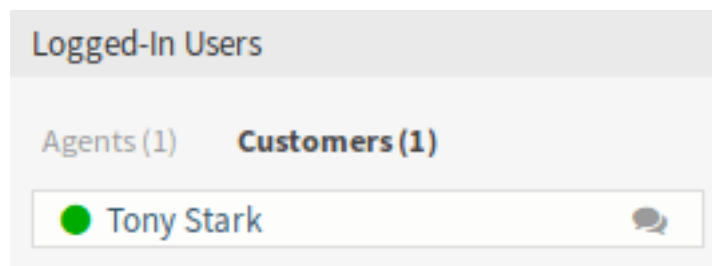 Logged-In Users
Agents (1) Customers (1)
Tony Stark